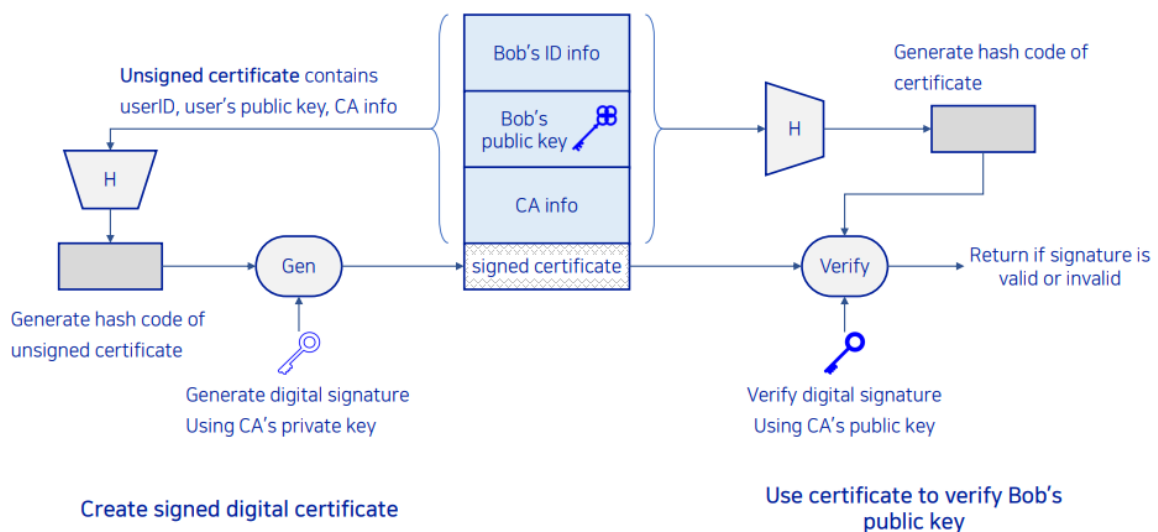 Unsigned certificate contains
userID, user's public key, CA info
H
Generate hash code of
unsigned certificate
Gen
Generate digital signature
Using CA's private key
Create signed digital certificate
Bob's ID info
Bob's
public key
CA info
signed certificate
H
Generate hash code of
certificate
Verify
Return if signature is
valid or invalid
Verify digital signature
Using CA's public key
Use certificate to verify Bob's
public key